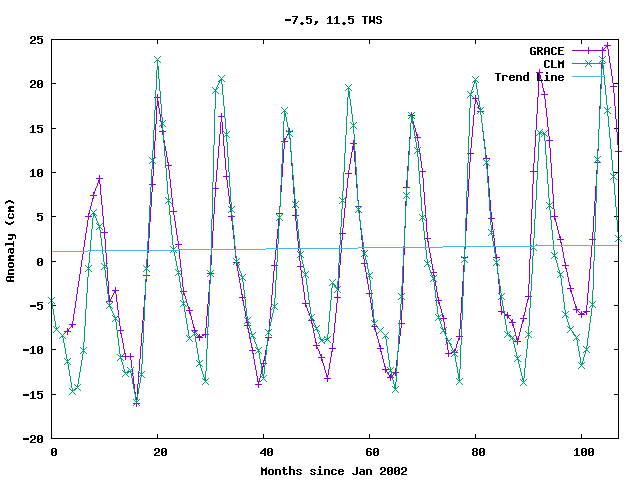 -7.5, 11.5 TWS
GRACE
CLM
Trend Line
25
20
15
10
5
0
-5
-10
-15
-20
Anomaly (cm)
0 20 40 60 80 100
Months since Jan 2002